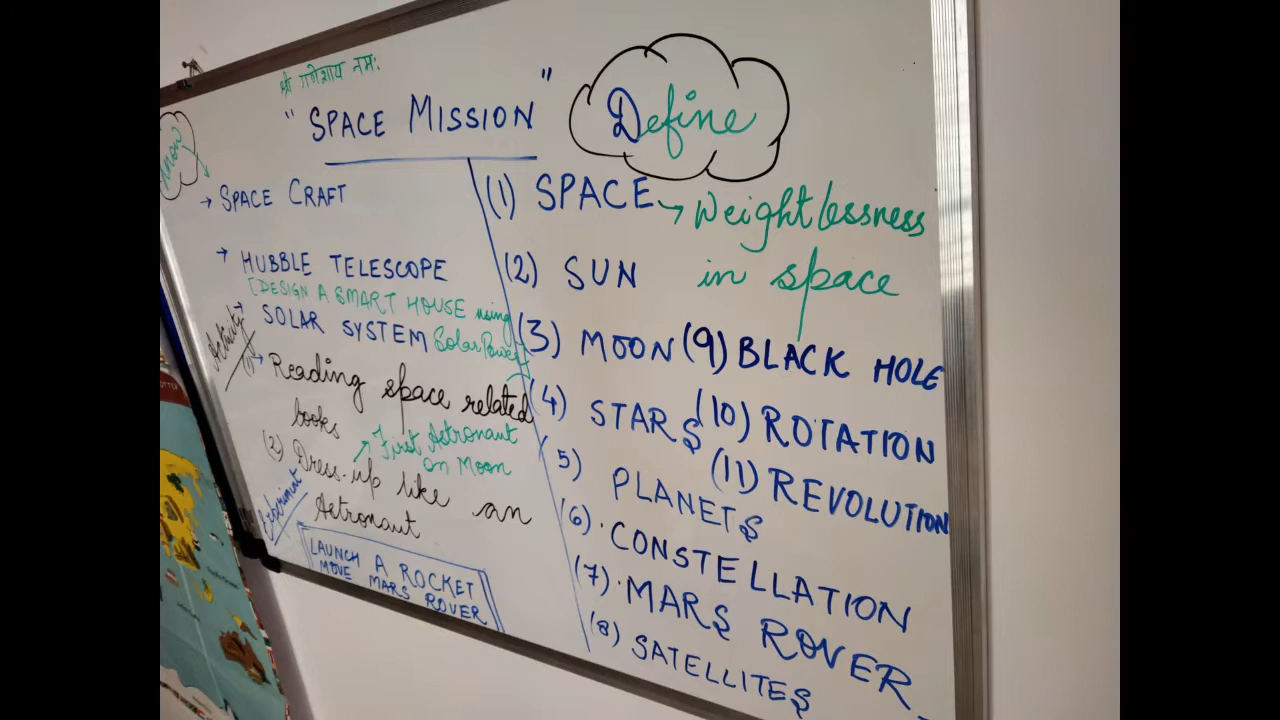 श्री गणेशाय नमः
"SPACE MISSION"
Know
→ SPACE CRAFT
→ HUBBLE TELESCOPE
[DESIGN A SMART HOUSE using
Solar Power]
→ SOLAR SYSTEM
Activity
(1) → Reading space related
books
→ First Astronaut
on Moon
(2) Dress-up like an
Astronaut
Experiment
LAUNCH A ROCKET
MOVE MARS ROVER
Define
(1) SPACE → Weightlessness
in space
(2) SUN
(3) MOON
(4) STARS
(5) PLANETS
(6) · CONSTELLATION
(7) · MARS ROVER
(8) SATELLITES
(9) BLACK HOLE
(10) ROTATION
(11) REVOLUTION